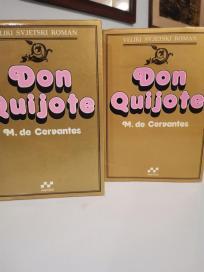 VELIKI SVJETSKI ROMAN
Don
Quijote
M. de Cervantes
VELIKI SVJETSKI ROMAN
Don
Quijote
M. de Cervantes